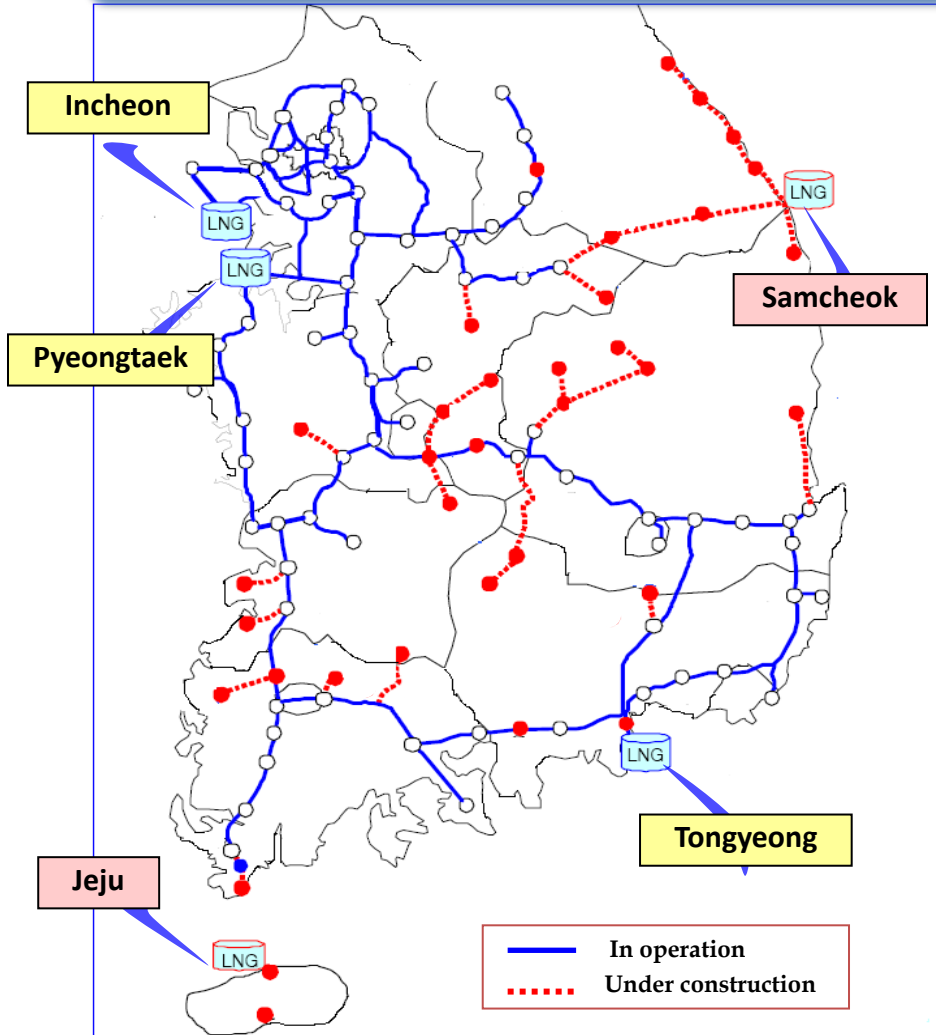 Incheon
LNG
LNG
LNG
Samcheok
Pyeongtaek
LNG
Tongyeong
Jeju
LNG
In operation
Under construction